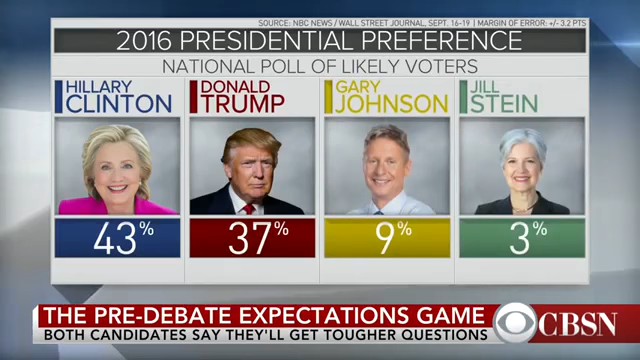 SOURCE: NBC NEWS / WALL STREET JOURNAL, SEPT. 16-19 | MARGIN OF ERROR: +/- 3.2 PTS
2016 PRESIDENTIAL PREFERENCE
NATIONAL POLL OF LIKELY VOTERS
HILLARY
CLINTON
DONALD
TRUMP
GARY
JOHNSON
JILL
STEIN
43%
37%
9%
3%
THE PRE-DEBATE EXPECTATIONS GAME
BOTH CANDIDATES SAY THEY'LL GET TOUGHER QUESTIONS
CBSN